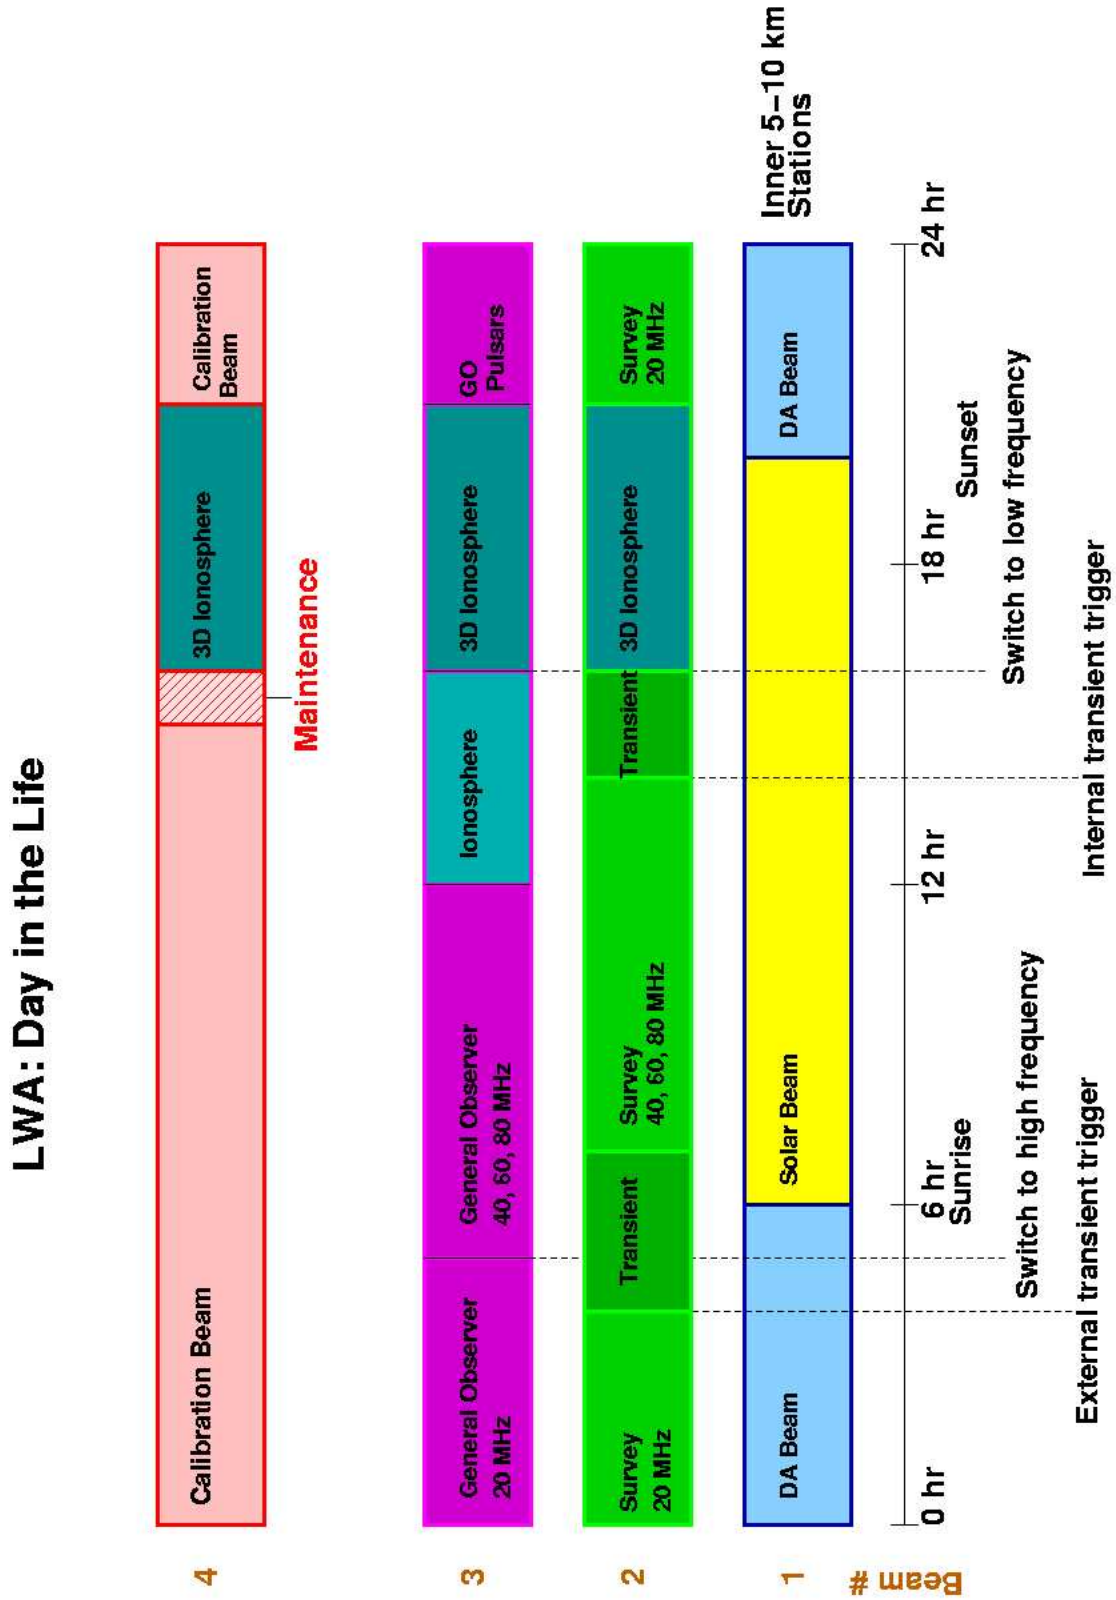 LWA: Day in the Life
4
Calibration Beam
3D Ionosphere
Calibration
Beam
Maintenance
3
General Observer
20 MHz
General Observer
40, 60, 80 MHz
Ionosphere
3D Ionosphere
GO
Pulsars
2
Survey
20 MHz
Transient
Survey
40, 60, 80 MHz
Transient
3D Ionosphere
Survey
20 MHz
1
DA Beam
Solar Beam
DA Beam
Inner 5−10 km
Stations
Beam #
0 hr
6 hr
12 hr
18 hr
24 hr
Sunrise
Sunset
Switch to high frequency
Switch to low frequency
External transient trigger
Internal transient trigger